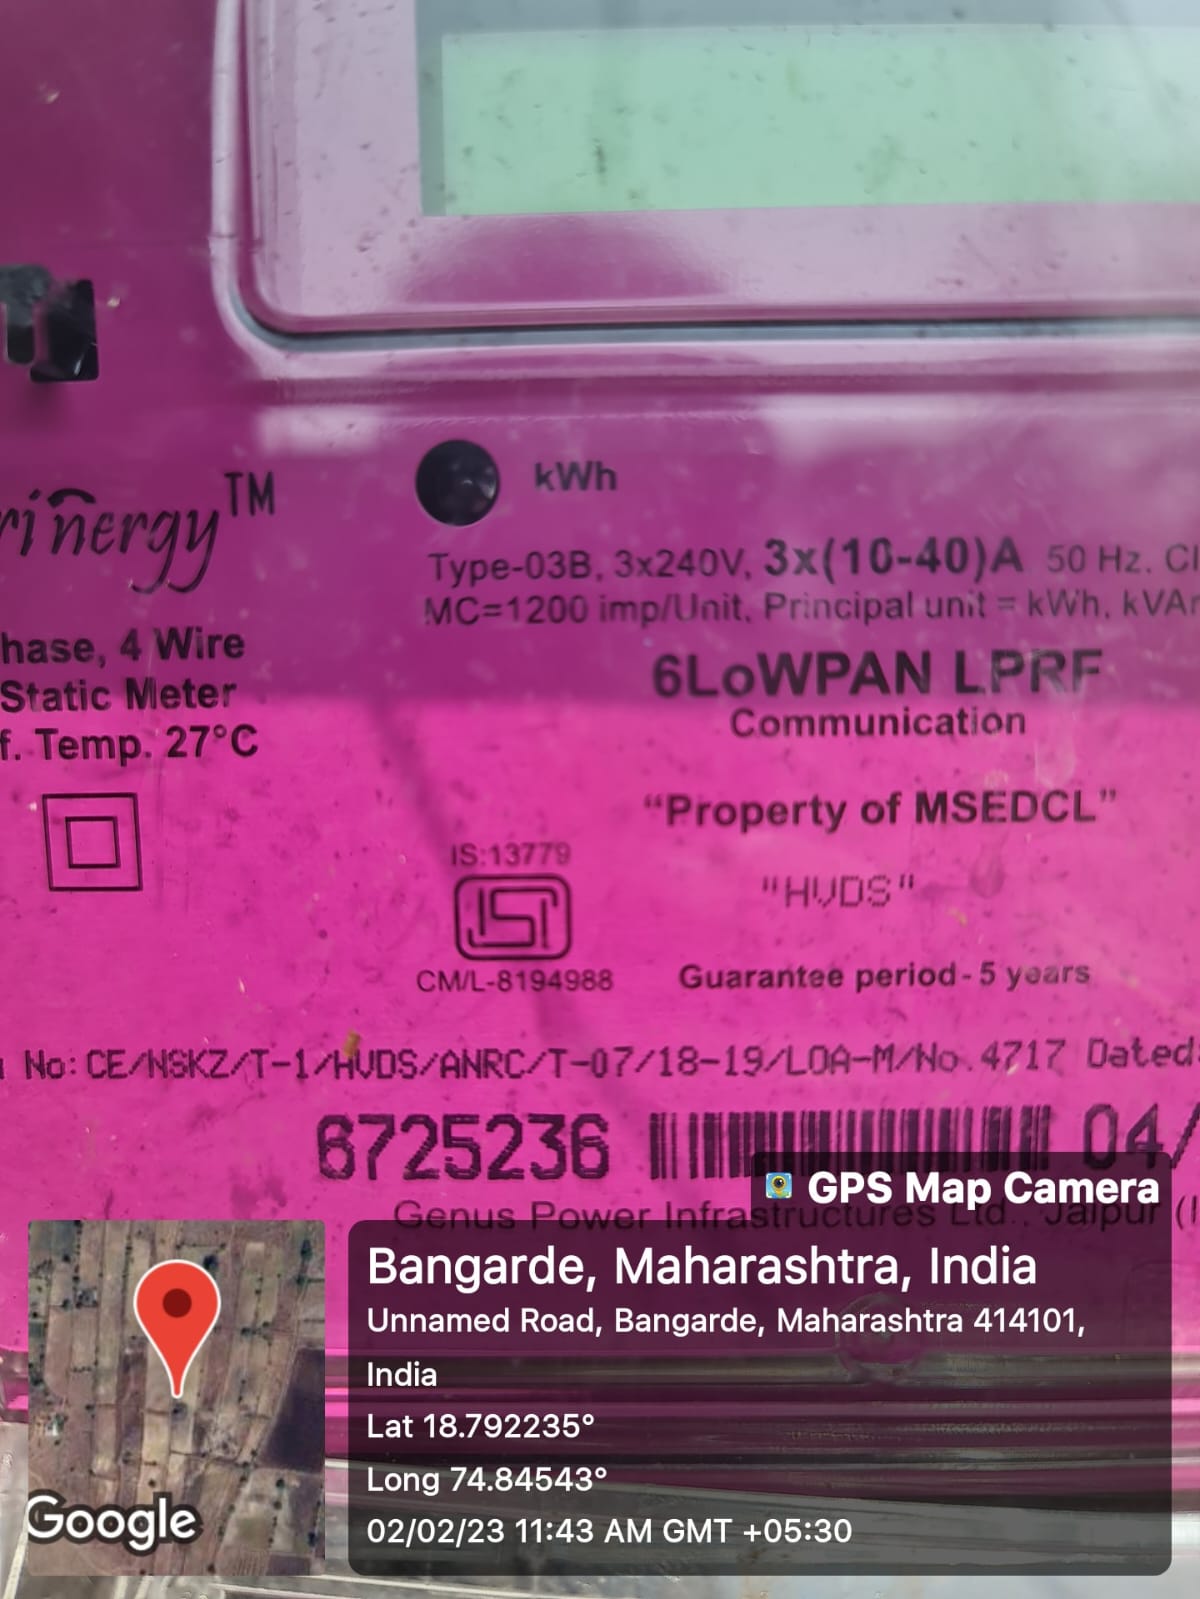 rinergy™
kWh
Type-03B, 3x240V, 3x(10-40)A 50 Hz. Cl
MC=1200 imp/Unit, Principal unit = kWh, kVAr
hase, 4 Wire
Static Meter
f. Temp. 27°C
6LoWPAN LPRF
Communication
"Property of MSEDCL"
"HVDS"
IS:13779
ISI
CM/L-8194988
Guarantee period - 5 years
No: CE/NSKZ/T-1/HVDS/ANRC/T-07/18-19/LOA-M/No.4717 Dated:
6725236 04/
Genus Power Infrastructures Ltd., Jaipur (
GPS Map Camera
Bangarde, Maharashtra, India
Unnamed Road, Bangarde, Maharashtra 414101,
India
Lat 18.792235°
Long 74.84543°
02/02/23 11:43 AM GMT +05:30
Google